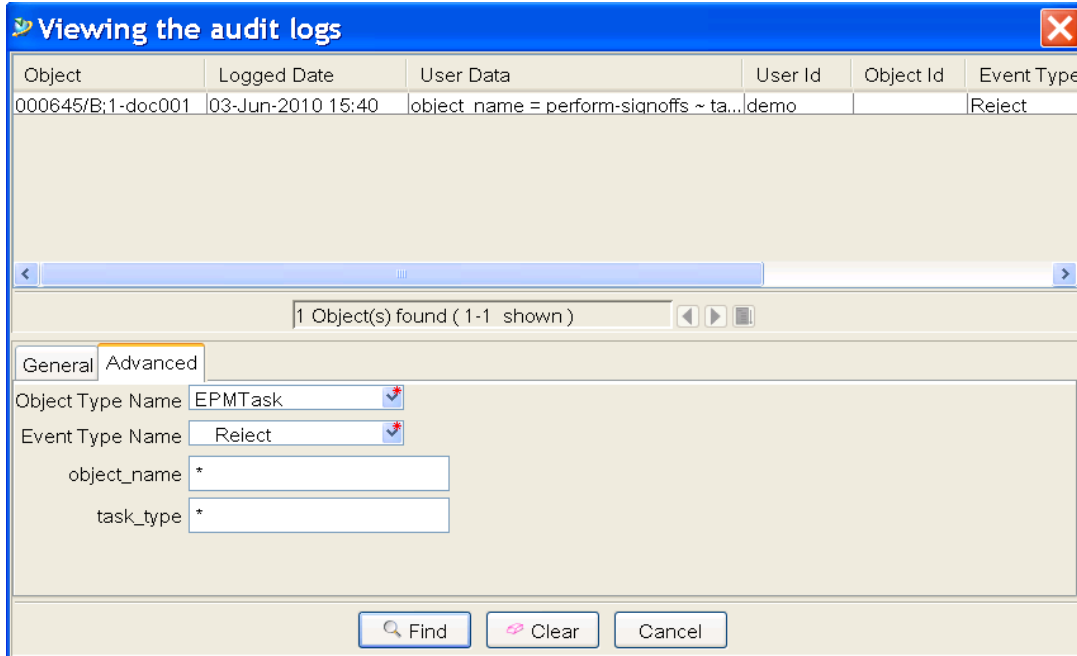 Viewing the audit logs
Object Logged Date User Data User Id Object Id Event Type
000645/B;1-doc001 03-Jun-2010 15:40 object_name = perform-signoffs ~ ta... demo Reject
1 Object(s) found ( 1-1 shown )
General Advanced
Object Type Name EPMTask
Event Type Name Reject
object_name *
task_type *
Find Clear Cancel